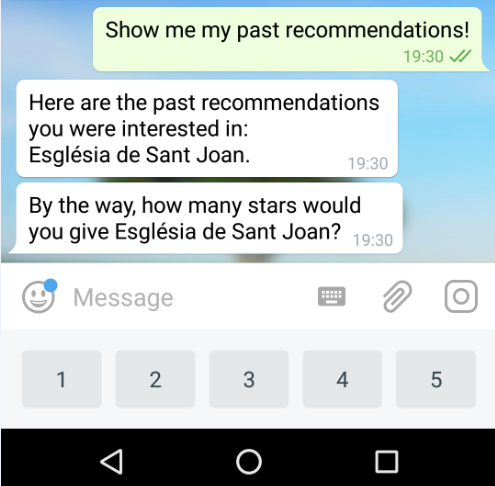 Show me my past recommendations!
19:30
Here are the past recommendations
you were interested in:
Església de Sant Joan.
19:30
By the way, how many stars would
you give Església de Sant Joan?
19:30
Message
1 2 3 4 5